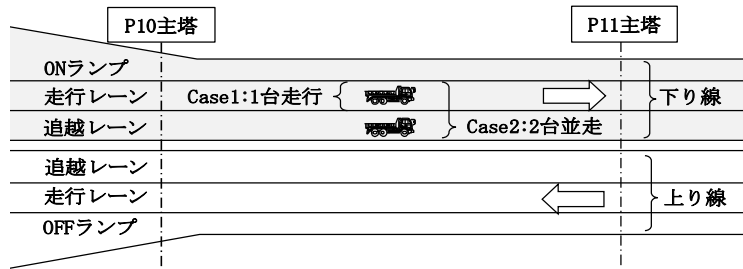 P10主塔
P11主塔
ONランプ
走行レーン
Case1:1台走行
下り線
追越レーン
Case2:2台並走
追越レーン
走行レーン
上り線
OFFランプ